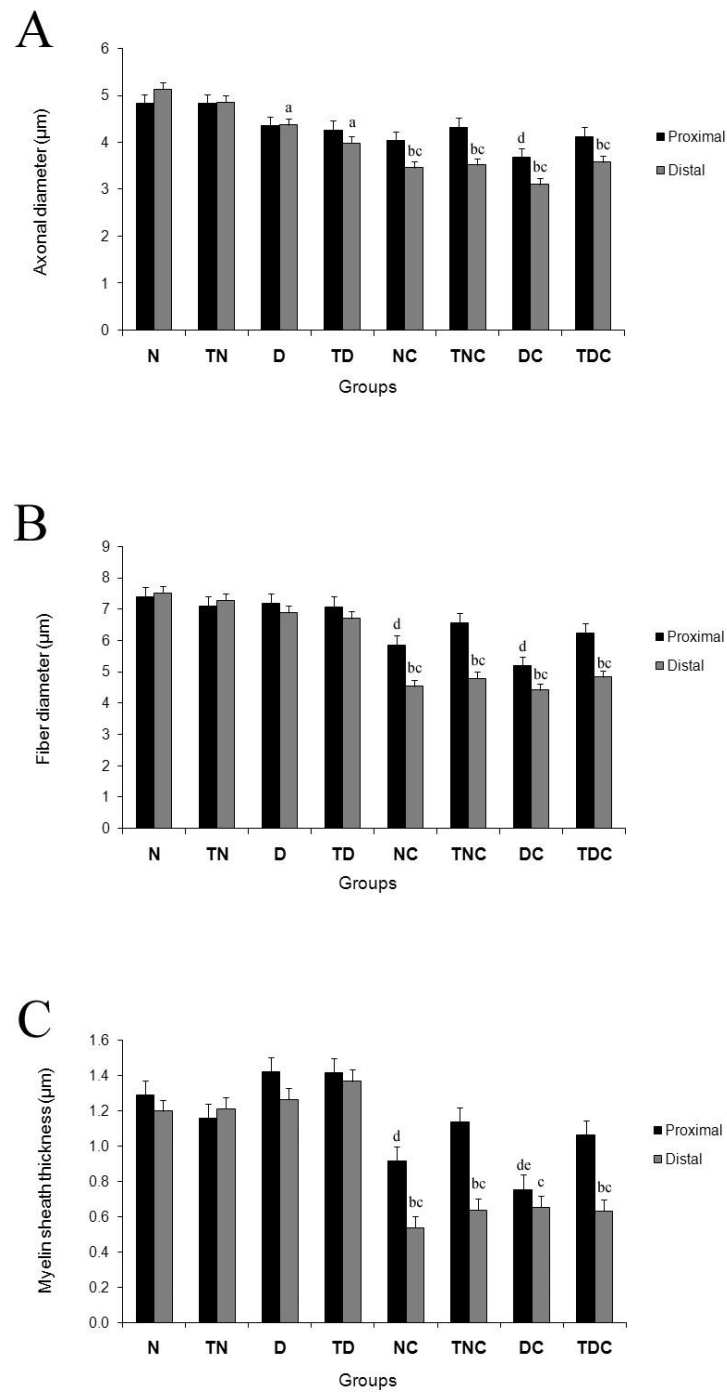 A
6
5
4
3
2
1
0
Axonal diameter (µm)
a
a
bc
bc
d
bc
bc
N TN D TD NC TNC DC TDC
Groups
Proximal
Distal
B
9
8
7
6
5
4
3
2
1
0
Fiber diameter (µm)
d
bc
bc
d
bc
bc
N TN D TD NC TNC DC TDC
Groups
Proximal
Distal
C
1.6
1.4
1.2
1.0
0.8
0.6
0.4
0.2
0.0
Myelin sheath thickness (µm)
d
bc
bc
de
c
bc
N TN D TD NC TNC DC TDC
Groups
Proximal
Distal